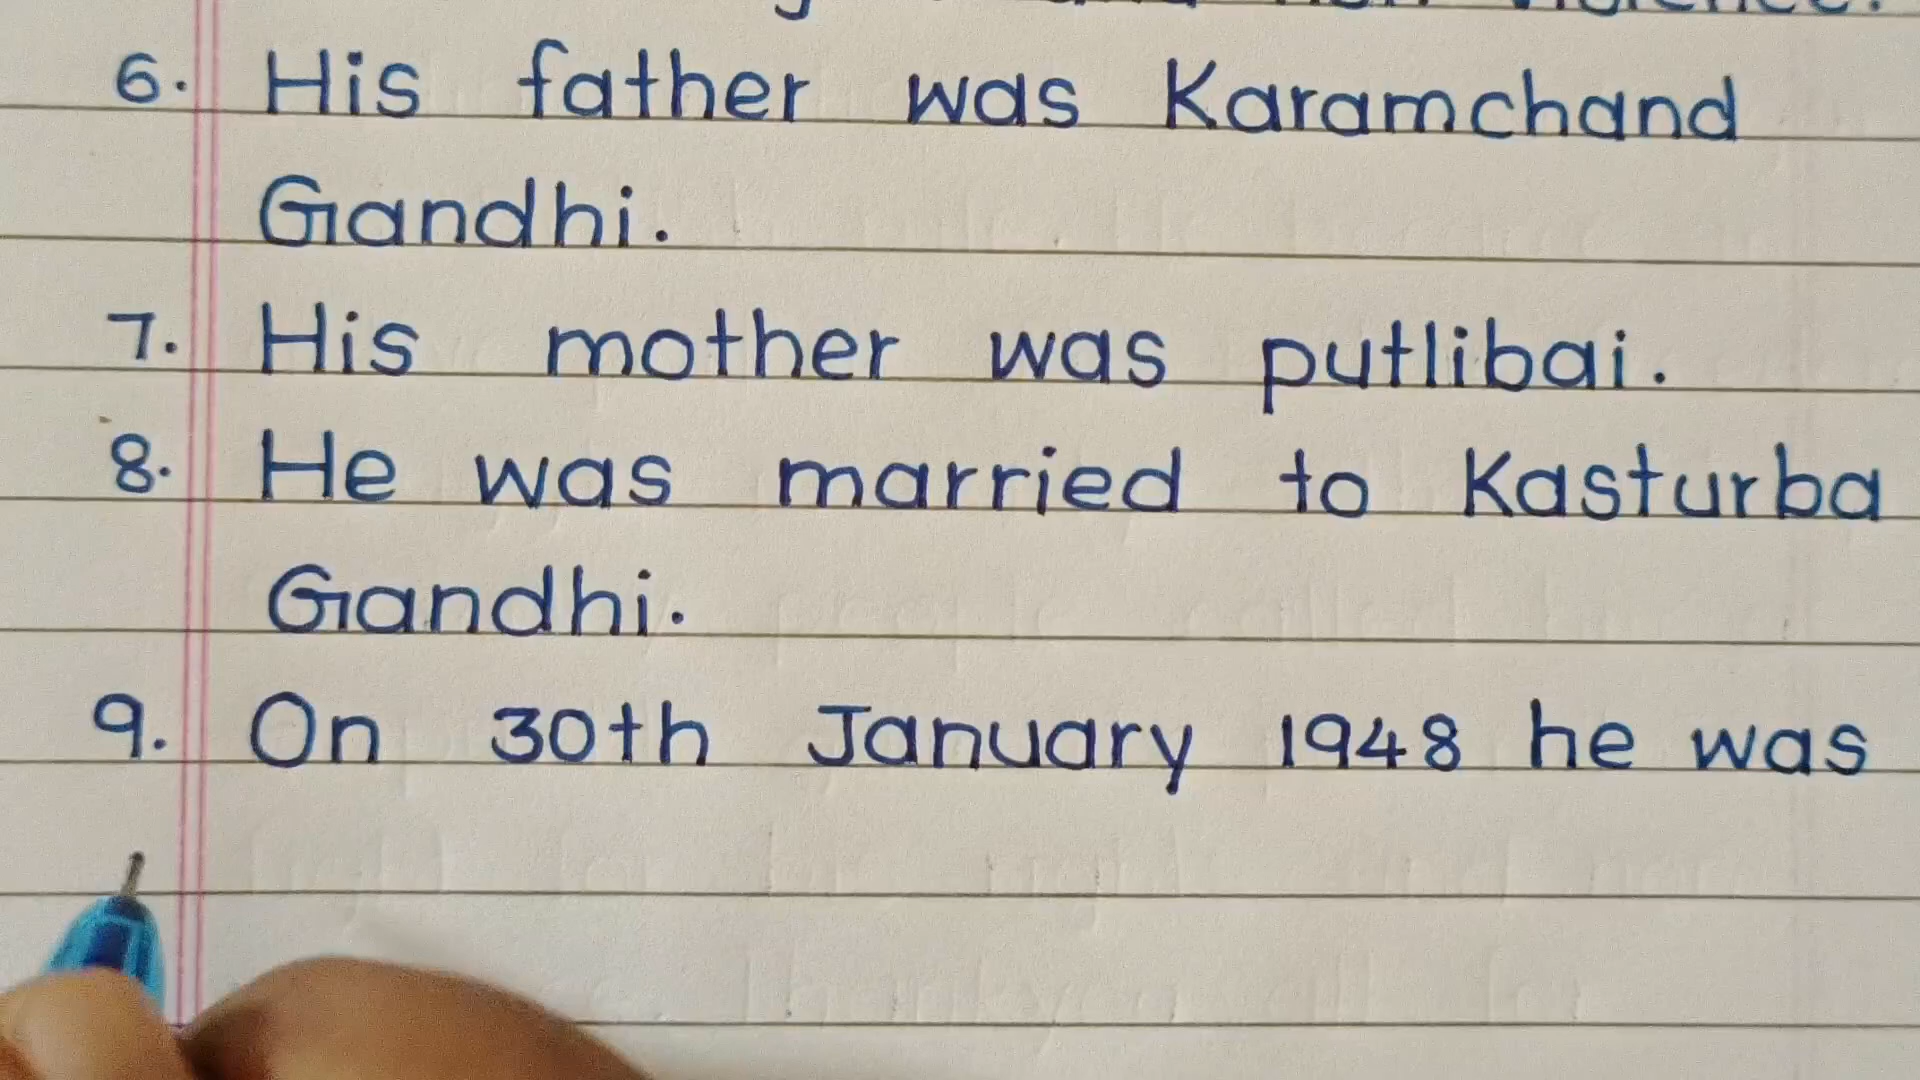 6. His father was Karamchand
Gandhi.
7. His mother was putlibai.
8. He was married to Kasturba
Gandhi.
9. On 30th January 1948 he was